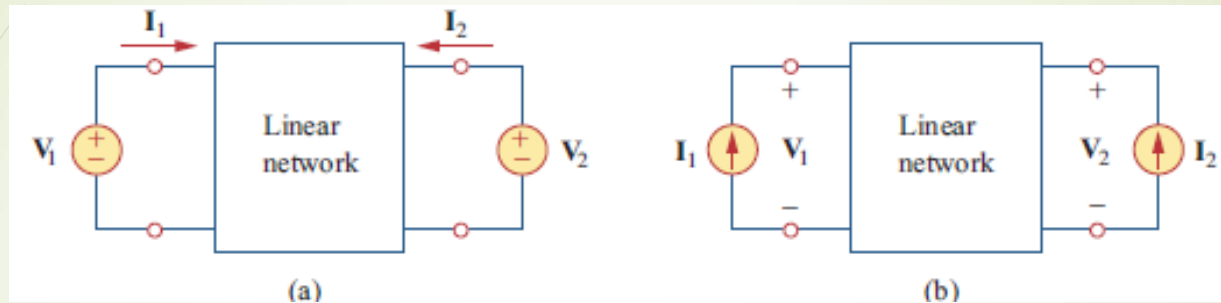 I₁
I₂
V₁
+
−
Linear
network
+
−
V₂
(a)
I₁
+
V₁
−
Linear
network
+
V₂
−
I₂
(b)